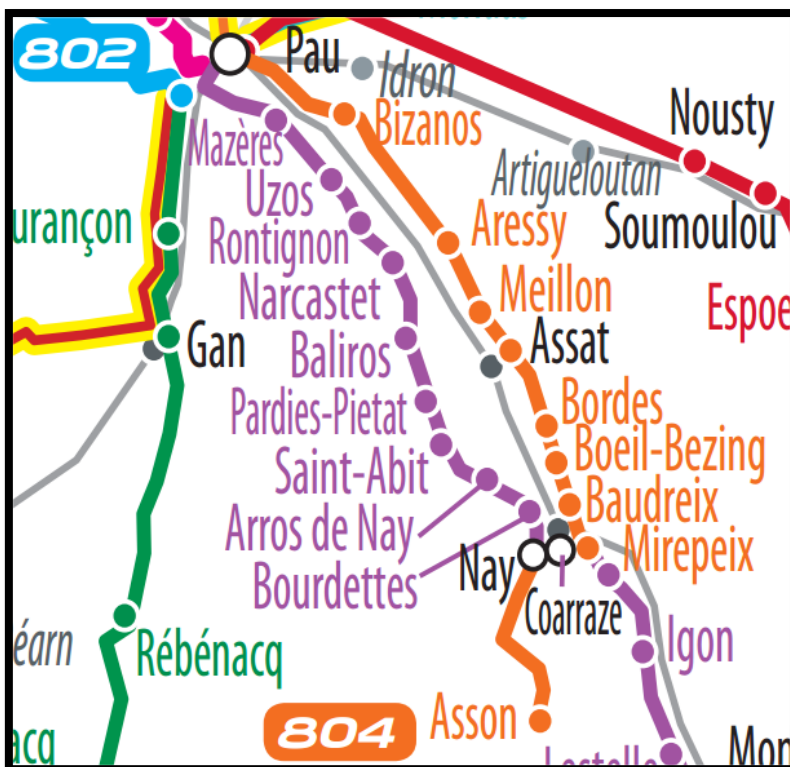 802
Pau
Idron
Bizanos
Nousty
Mazères
Artigueloutan
Uzos
urançon
Aressy
Soumoulou
Rontignon
Narcastet
Meillon
Espoe
Gan
Baliros
Assat
Pardies-Pietat
Bordes
Saint-Abit
Boeil-Bezing
Baudreix
Arros de Nay
Mirepeix
Bourdettes
Nay
Coarraze
Igon
éarn
Rébénacq
804
Asson
acq
Lestelle
Mon